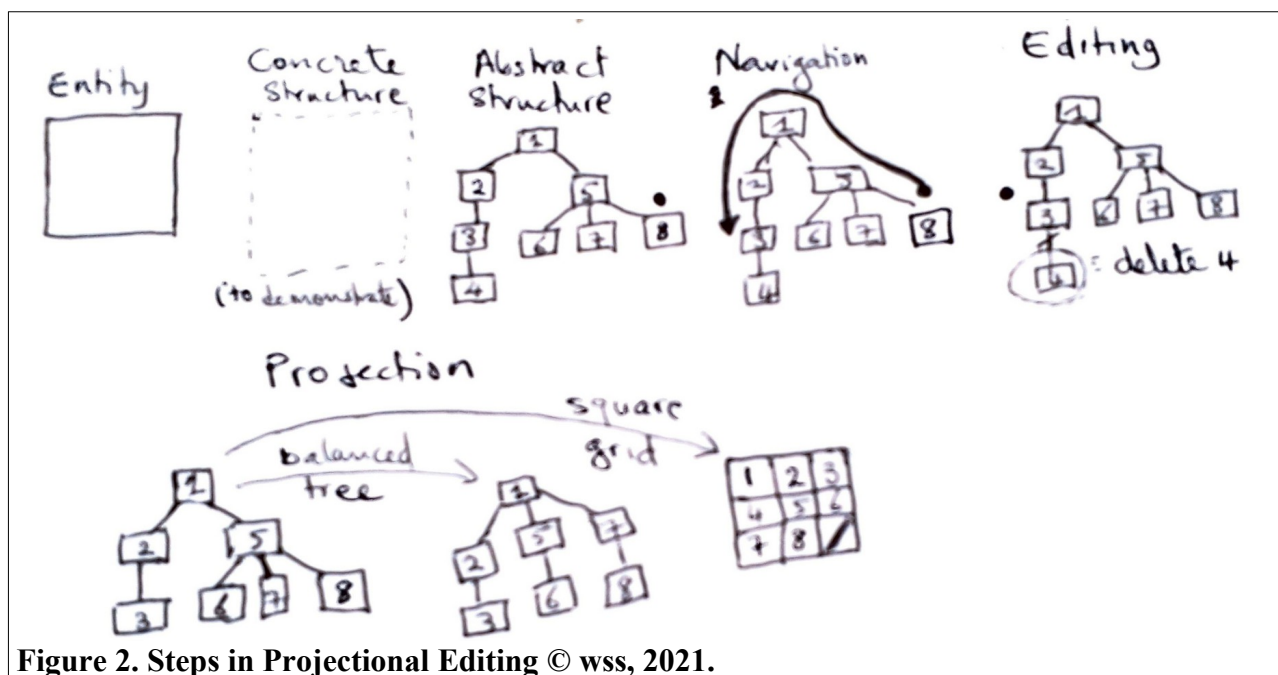 Entity
Concrete
Structure
(to demonstrate)
Abstract
Structure
1
2 5
3 6 7 8
4
Navigation
1
2 5
3 6 7 8
4
Editing
1
2 5
3 6 7 8
4 = delete 4
Projection
square
grid
balanced
tree
1
2 5
3 6 7 8
1
2 5 7
3 6 8
1 2 3
4 5 6
7 8
Figure 2. Steps in Projectional Editing © wss, 2021.